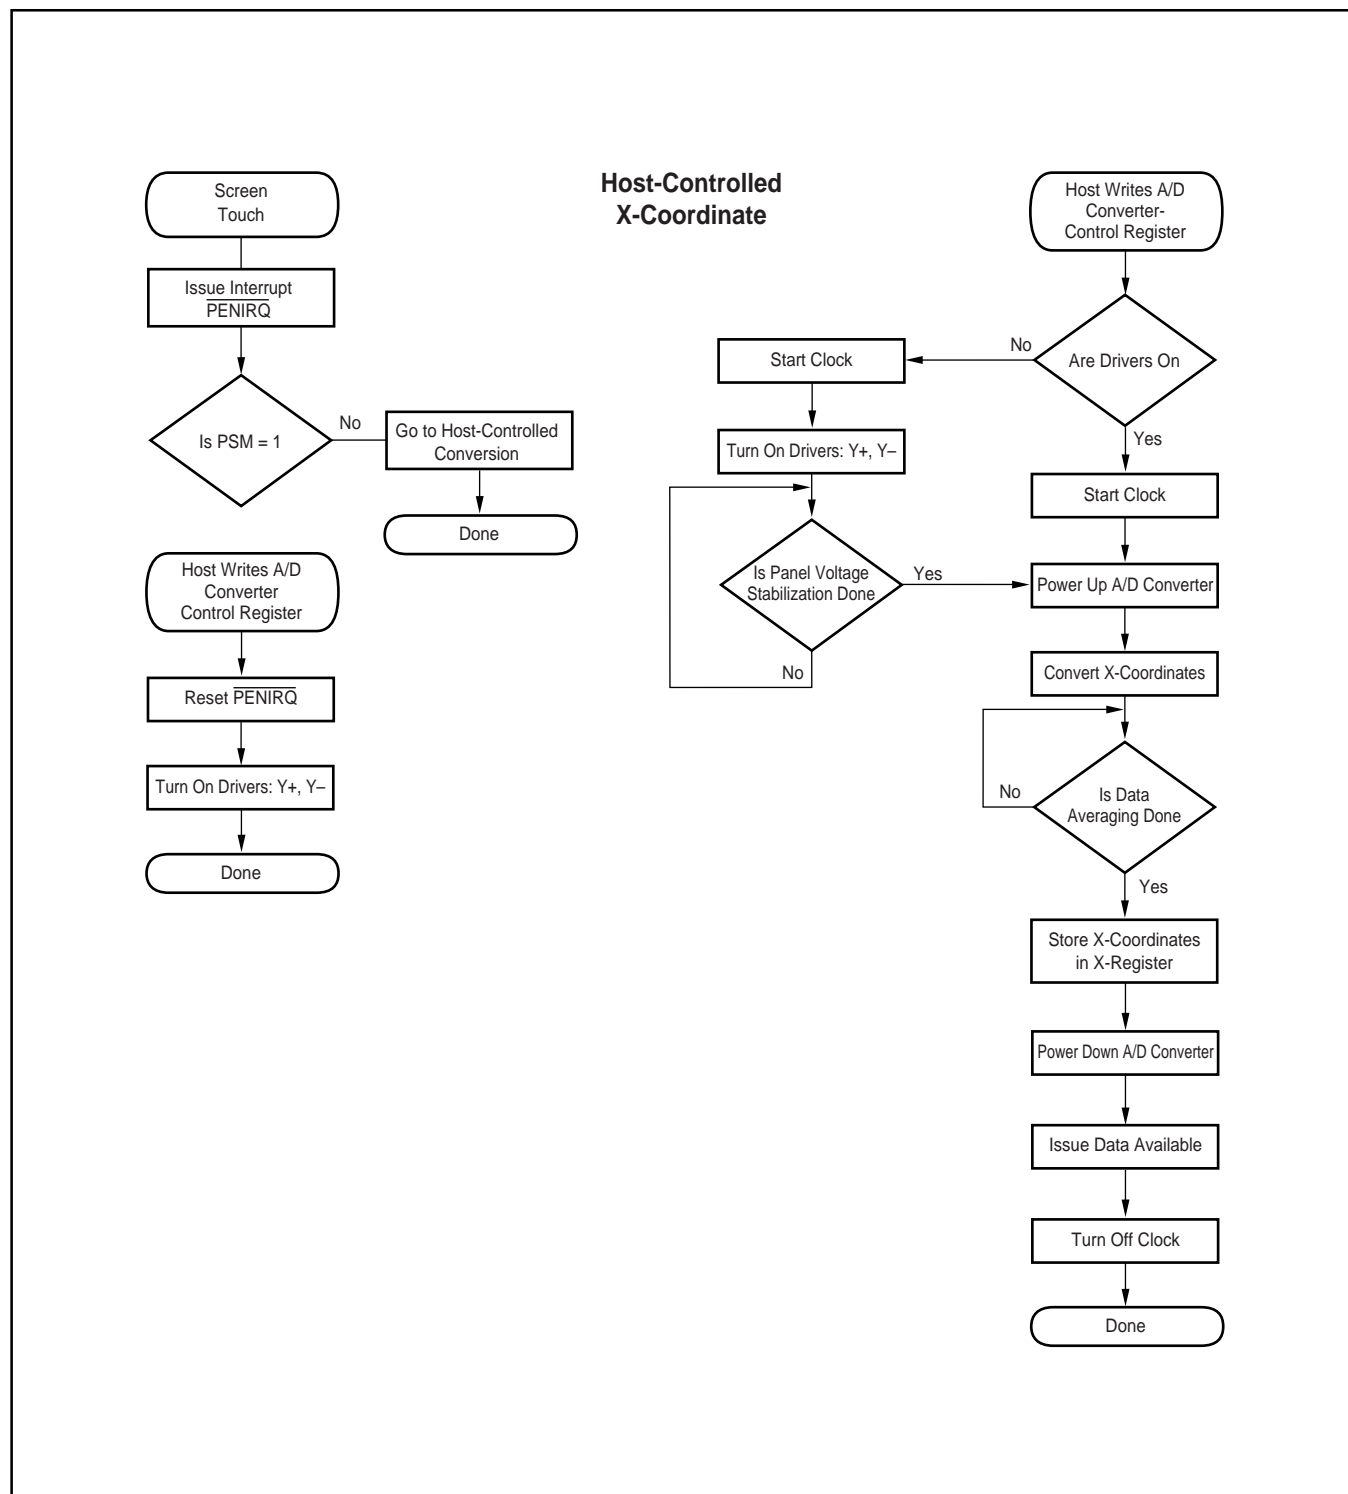 Host-Controlled
X-Coordinate
Screen
Touch
Issue Interrupt
PENIRQ
Is PSM = 1
No
Go to Host-Controlled
Conversion
Done
Host Writes A/D
Converter
Control Register
Reset PENIRQ
Turn On Drivers: Y+, Y–
Done
Host Writes A/D
Converter-
Control Register
Are Drivers On
No
Start Clock
Turn On Drivers: Y+, Y–
Is Panel Voltage
Stabilization Done
No
Yes
Yes
Start Clock
Power Up A/D Converter
Convert X-Coordinates
Is Data
Averaging Done
No
Yes
Store X-Coordinates
in X-Register
Power Down A/D Converter
Issue Data Available
Turn Off Clock
Done